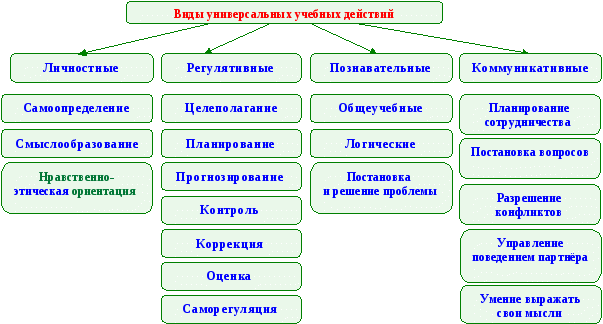 Виды универсальных учебных действий
Личностные
Регулятивные
Познавательные
Коммуникативные
Самоопределение
Смыслообразование
Нравственно-
этическая ориентация
Целеполагание
Планирование
Прогнозирование
Контроль
Коррекция
Оценка
Саморегуляция
Общеучебные
Логические
Постановка
и решение проблемы
Планирование
сотрудничества
Постановка вопросов
Разрешение
конфликтов
Управление
поведением партнёра
Умение выражать
свои мысли